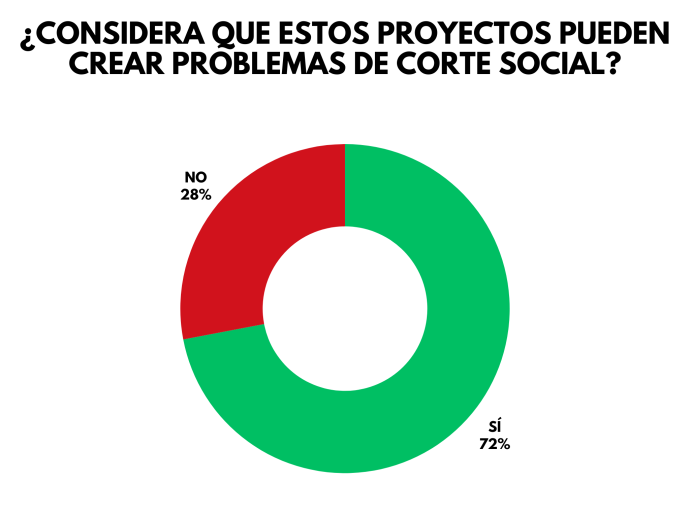 ¿CONSIDERA QUE ESTOS PROYECTOS PUEDEN
CREAR PROBLEMAS DE CORTE SOCIAL?
NO
28%
SÍ
72%